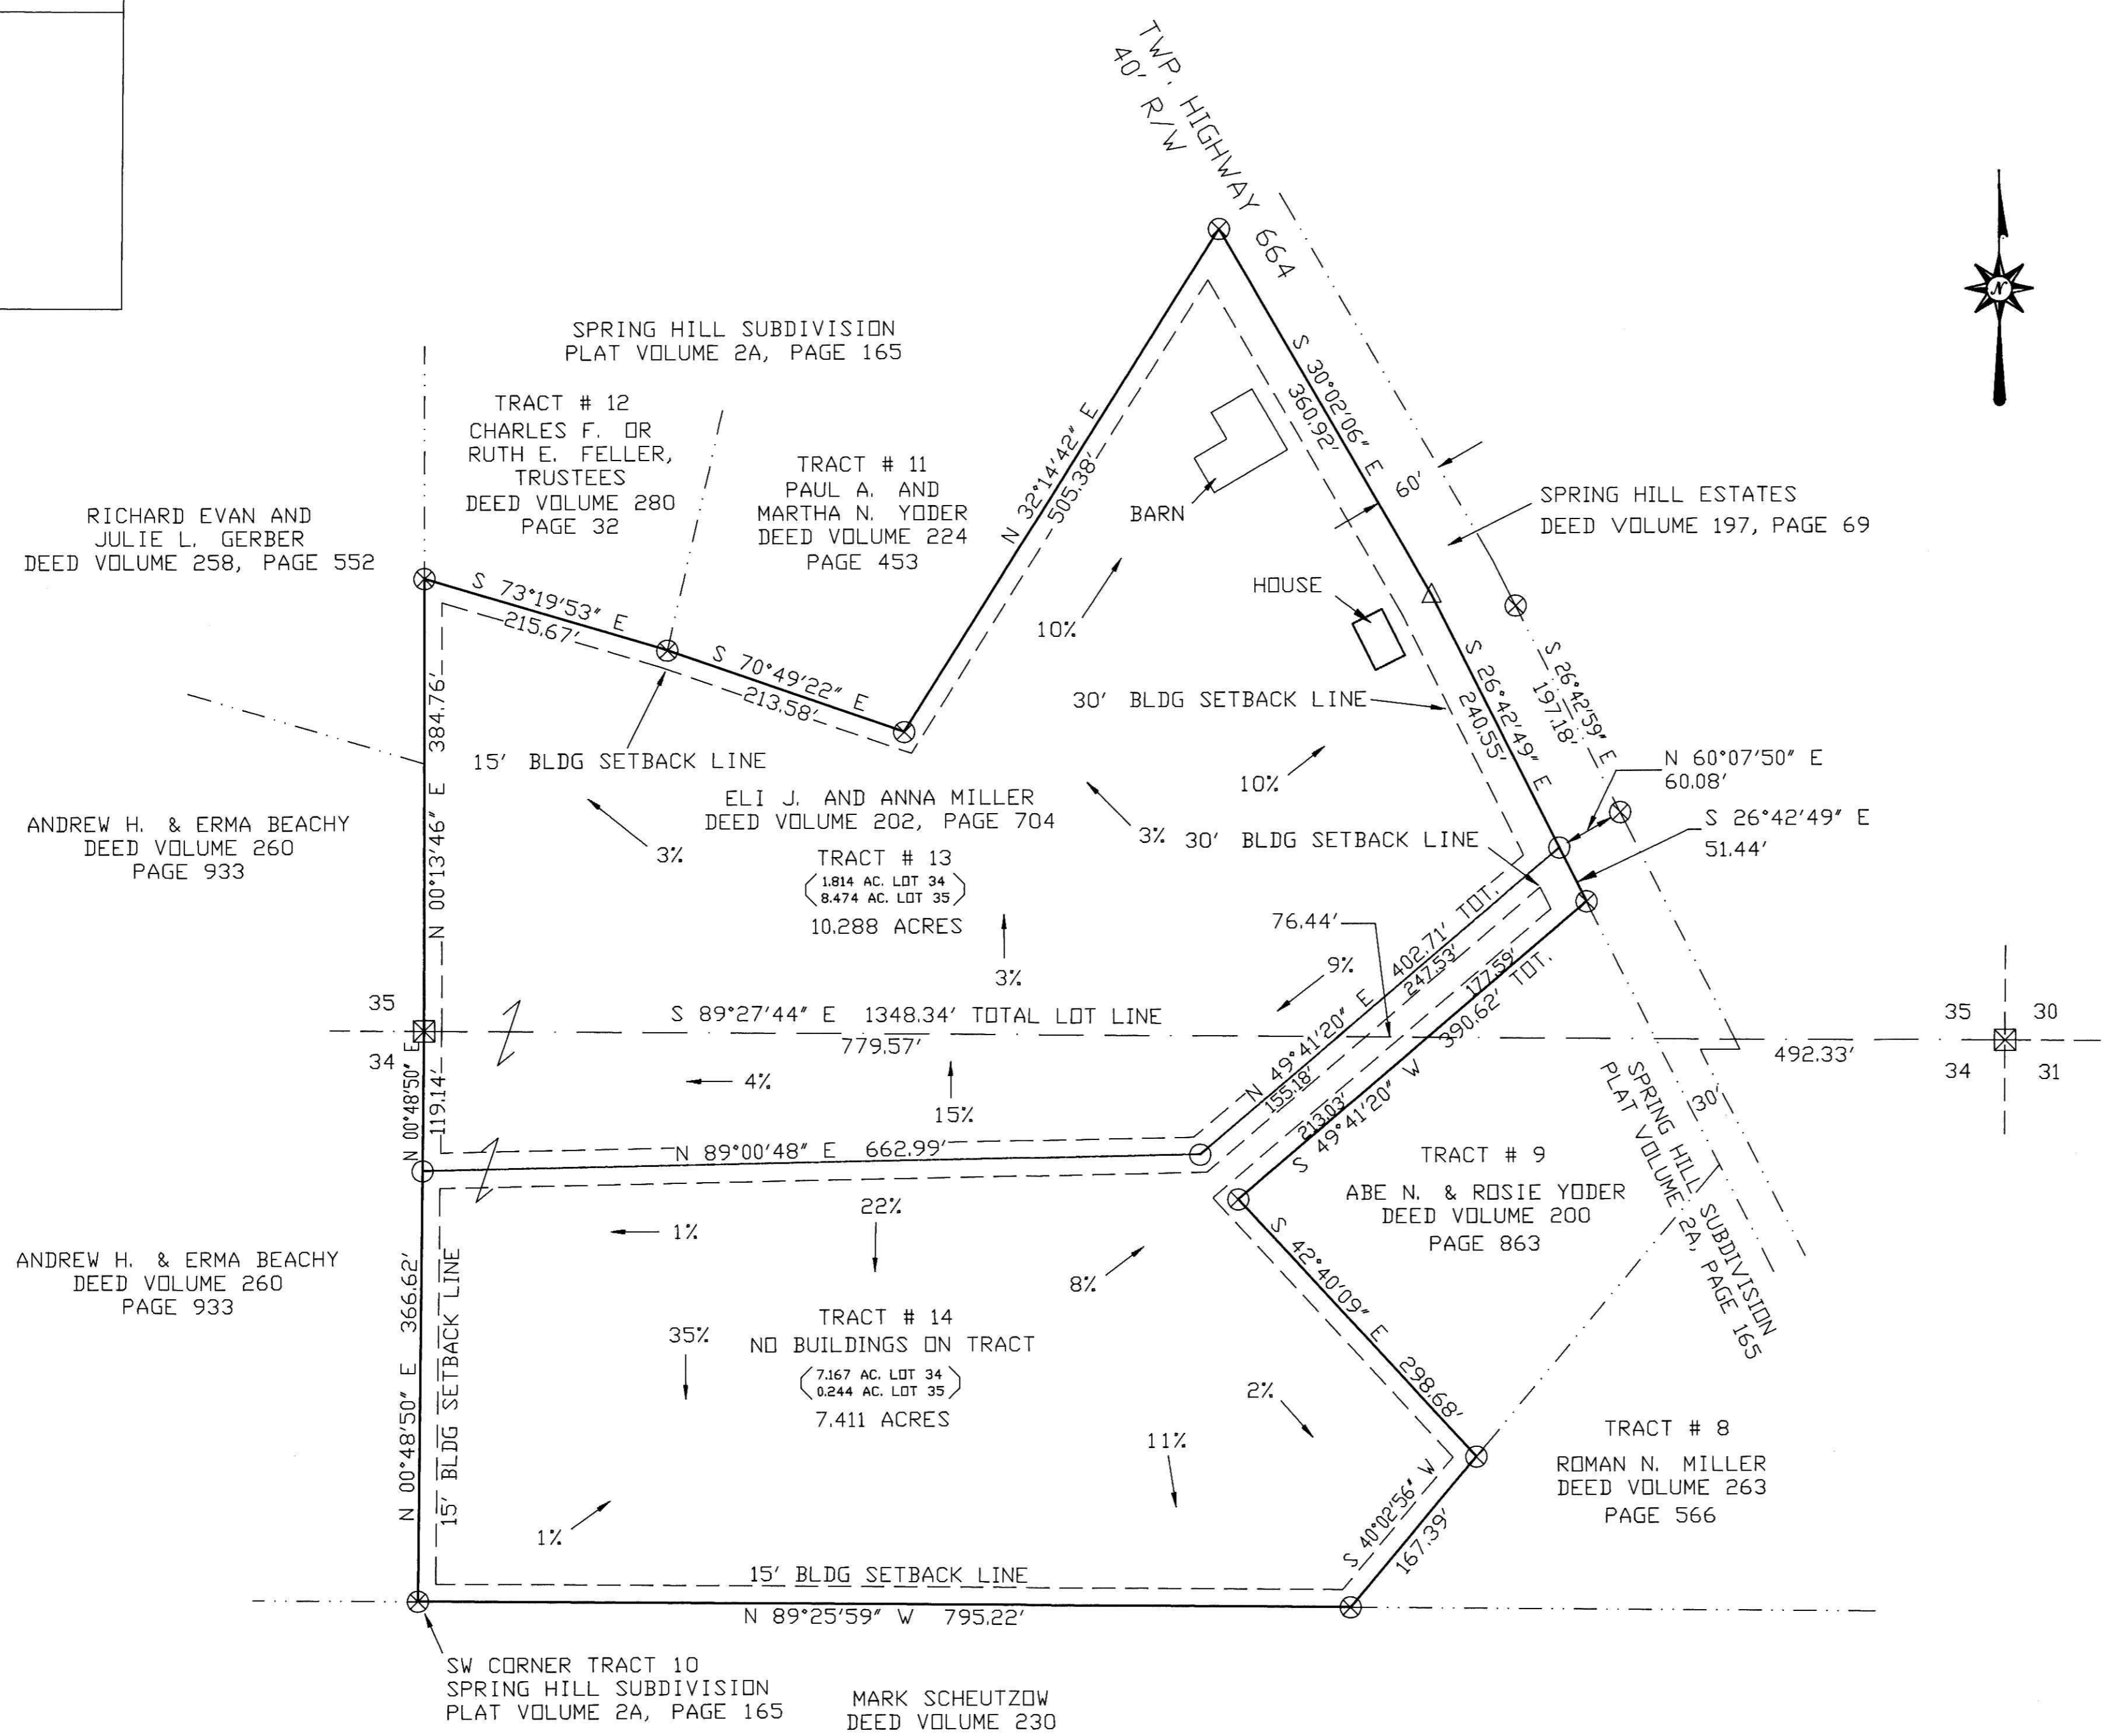 TWP. HIGHWAY 664
40' R/W
N
SPRING HILL SUBDIVISION
PLAT VOLUME 2A, PAGE 165
TRACT # 12
CHARLES F. OR
RUTH E. FELLER,
TRUSTEES
DEED VOLUME 280
PAGE 32
TRACT # 11
PAUL A. AND
MARTHA N. YODER
DEED VOLUME 224
PAGE 453
RICHARD EVAN AND
JULIE L. GERBER
DEED VOLUME 258, PAGE 552
N 32°14'42" E
505.38'
S 30°02'06" E
360.92'
BARN
60'
SPRING HILL ESTATES
DEED VOLUME 197, PAGE 69
HOUSE
S 73°19'53" E
215.67'
S 70°49'22" E
213.58'
10%
30' BLDG SETBACK LINE
S 26°42'49" E
240.55'
S 26°42'59" E
197.18'
N 60°07'50" E
60.08'
S 26°42'49" E
51.44'
15' BLDG SETBACK LINE
N 00°13'46" E 384.76'
ANDREW H. & ERMA BEACHY
DEED VOLUME 260
PAGE 933
3%
ELI J. AND ANNA MILLER
DEED VOLUME 202, PAGE 704
TRACT # 13
1.814 AC. LOT 34
8.474 AC. LOT 35
10.288 ACRES
3%
10%
3%
30' BLDG SETBACK LINE
76.44'
9%
N 49°41'20" E 402.71' TOT.
247.53'
155.18'
177.59'
213.03'
S 49°41'20" W 390.62' TOT.
35
34
S 89°27'44" E 1348.34' TOTAL LOT LINE
779.57'
492.33'
35 30
34 31
N 00°48'50" E
119.14'
4%
15%
N 89°00'48" E 662.99'
30'
SPRING HILL SUBDIVISION
PLAT VOLUME 2A, PAGE 165
TRACT # 9
ABE N. & ROSIE YODER
DEED VOLUME 200
PAGE 863
ANDREW H. & ERMA BEACHY
DEED VOLUME 260
PAGE 933
N 00°48'50" E 366.62'
15' BLDG SETBACK LINE
1%
22%
8%
35%
TRACT # 14
NO BUILDINGS ON TRACT
7.167 AC. LOT 34
0.244 AC. LOT 35
7.411 ACRES
S 42°40'09" E 298.68'
2%
11%
1%
S 40°02'56" W
167.39'
TRACT # 8
ROMAN N. MILLER
DEED VOLUME 263
PAGE 566
15' BLDG SETBACK LINE
N 89°25'59" W 795.22'
SW CORNER TRACT 10
SPRING HILL SUBDIVISION
PLAT VOLUME 2A, PAGE 165
MARK SCHEUTZOW
DEED VOLUME 230